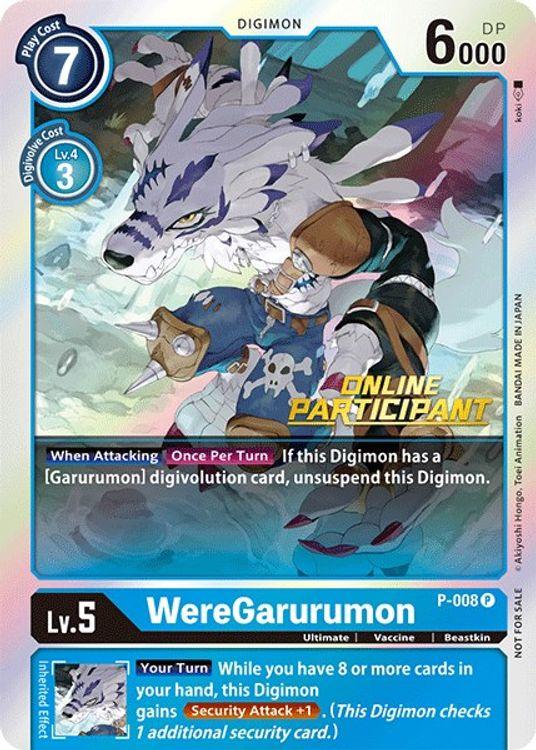 Play Cost
7
DIGIMON
DP
6000
Digivolve Cost
Lv.4
3
koki
ONLINE
PARTICIPANT
When Attacking Once Per Turn If this Digimon has a
[Garurumon] digivolution card, unsuspend this Digimon.
©Akiyoshi Hongo, Toei Animation BANDAI MADE IN JAPAN
NOT FOR SALE
Lv.5
WereGarurumon
P-008 P
Ultimate | Vaccine | Beastkin
Inherited Effect
Your Turn While you have 8 or more cards in
your hand, this Digimon
gains Security Attack +1. (This Digimon checks
1 additional security card.)